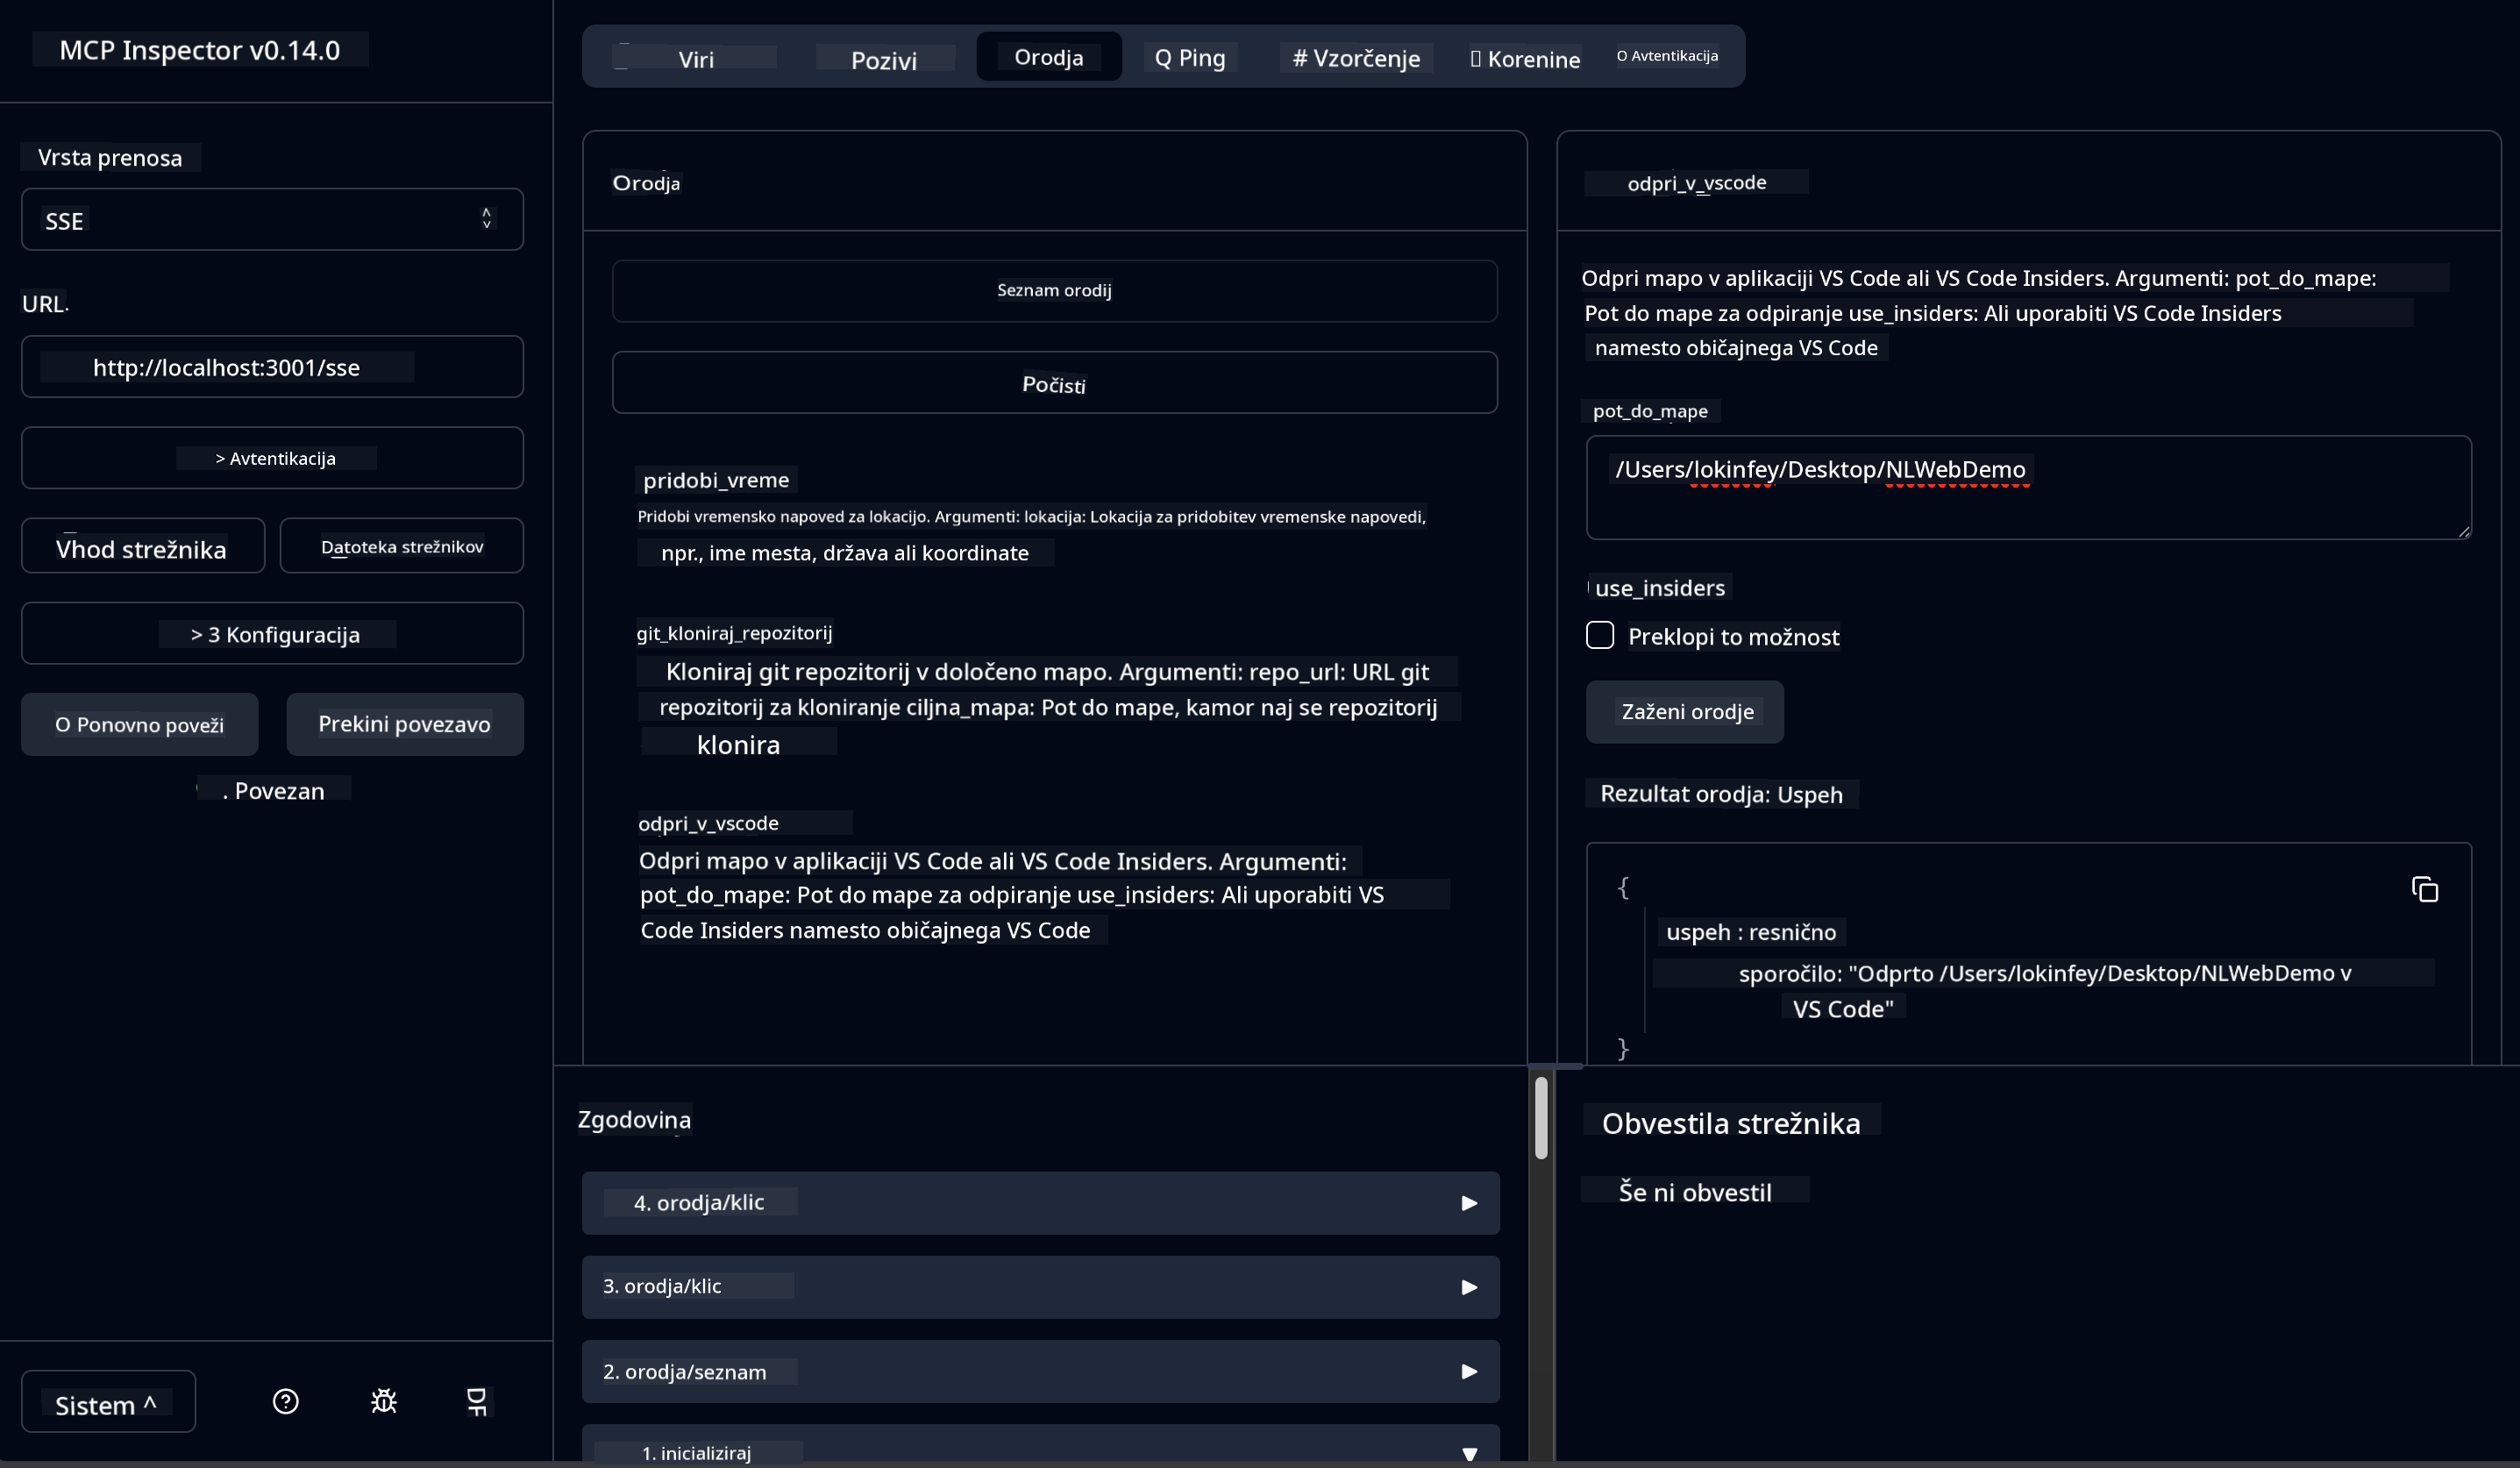 MCP Inspector v0.14.0
Vrsta prenosa
SSE
URL.
http://localhost:3001/sse
> Avtentikacija
Vhod strežnika
Datoteka strežnikov
> 3 Konfiguracija
O Ponovno poveži
Prekini povezavo
. Povezan
Sistem ^
DF
Viri
Pozivi
Orodja
Q Ping
# Vzorčenje
Korenine
O Avtentikacija
Orodja
Seznam orodij
Počisti
pridobi_vreme
Pridobi vremensko napoved za lokacijo. Argumenti: lokacija: Lokacija za pridobitev vremenske napovedi,
npr., ime mesta, država ali koordinate
git_kloniraj_repozitorij
Kloniraj git repozitorij v določeno mapo. Argumenti: repo_url: URL git
repozitorij za kloniranje ciljna_mapa: Pot do mape, kamor naj se repozitorij
klonira
odpri_v_vscode
Odpri mapo v aplikaciji VS Code ali VS Code Insiders. Argumenti:
pot_do_mape: Pot do mape za odpiranje use_insiders: Ali uporabiti VS
Code Insiders namesto običajnega VS Code
odpri_v_vscode
Odpri mapo v aplikaciji VS Code ali VS Code Insiders. Argumenti: pot_do_mape:
Pot do mape za odpiranje use_insiders: Ali uporabiti VS Code Insiders
namesto običajnega VS Code
pot_do_mape
/Users/lokinfey/Desktop/NLWebDemo
use_insiders
Preklopi to možnost
Zaženi orodje
Rezultat orodja: Uspeh
{
uspeh : resnično
sporočilo: "Odprto /Users/lokinfey/Desktop/NLWebDemo v
VS Code"
}
Zgodovina
4. orodja/klic
3. orodja/klic
2. orodja/seznam
1. inicializiraj
Obvestila strežnika
Še ni obvestil